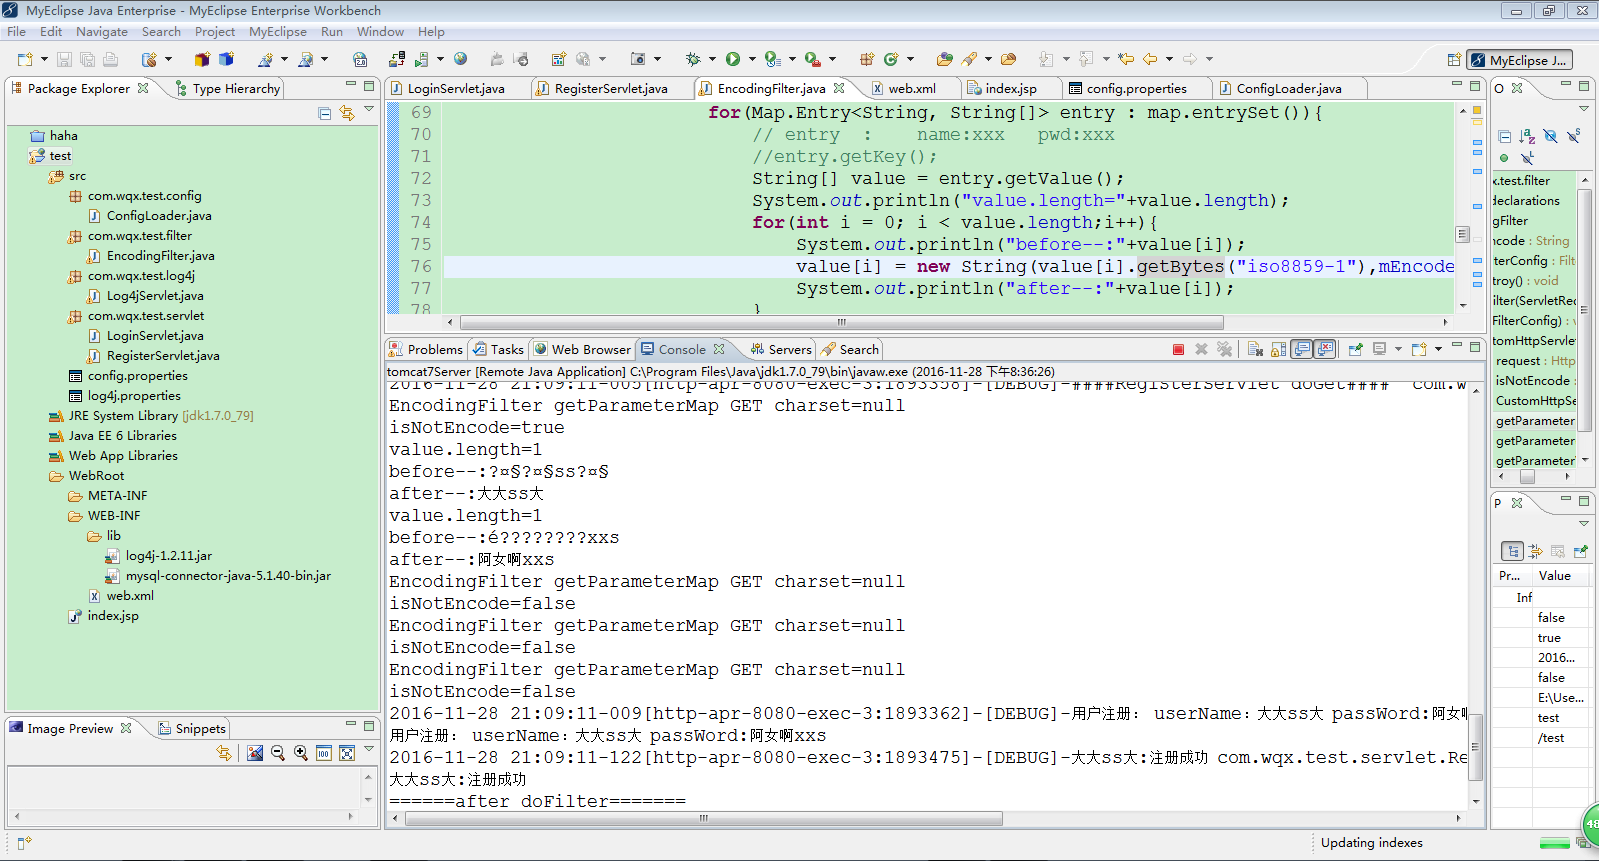 MyEclipse Java Enterprise - MyEclipse Enterprise Workbench
File Edit Navigate Search Project MyEclipse Run Window Help
MyEclipse J...
Package Explorer
Type Hierarchy
haha
test
src
com.wqx.test.config
ConfigLoader.java
com.wqx.test.filter
EncodingFilter.java
com.wqx.test.log4j
Log4jServlet.java
com.wqx.test.servlet
LoginServlet.java
RegisterServlet.java
config.properties
log4j.properties
JRE System Library [jdk1.7.0_79]
Java EE 6 Libraries
Web App Libraries
WebRoot
META-INF
WEB-INF
lib
log4j-1.2.11.jar
mysql-connector-java-5.1.40-bin.jar
web.xml
index.jsp
Image Preview
Snippets
LoginServlet.java RegisterServlet.java EncodingFilter.java web.xml index.jsp config.properties ConfigLoader.java
69 for(Map.Entry<String, String[]> entry : map.entrySet()){
70 // entry : name:xxx pwd:xxx
71 //entry.getKey();
72 String[] value = entry.getValue();
73 System.out.println("value.length="+value.length);
74 for(int i = 0; i < value.length;i++){
75 System.out.println("before--:"+value[i]);
76 value[i] = new String(value[i].getBytes("iso8859-1"),mEncode
77 System.out.println("after--:"+value[i]);
78 }
Problems Tasks Web Browser Console Servers Search
tomcat7Server [Remote Java Application] C:\Program Files\Java\jdk1.7.0_79\bin\javaw.exe (2016-11-28 下午8:36:26)
2016-11-28 21:09:11-005[http-apr-8080-exec-3:1893358]-[DEBUG]-####RegisterServlet doGet#### com.w
EncodingFilter getParameterMap GET charset=null
isNotEncode=true
value.length=1
before--:?¤§?¤§ss?¤§
after--:大大ss大
value.length=1
before--:é????????xxs
after--:阿女啊xxs
EncodingFilter getParameterMap GET charset=null
isNotEncode=false
EncodingFilter getParameterMap GET charset=null
isNotEncode=false
EncodingFilter getParameterMap GET charset=null
isNotEncode=false
2016-11-28 21:09:11-009[http-apr-8080-exec-3:1893362]-[DEBUG]-用户注册： userName：大大ss大 passWord:阿女啊
用户注册： userName：大大ss大 passWord:阿女啊xxs
2016-11-28 21:09:11-122[http-apr-8080-exec-3:1893475]-[DEBUG]-大大ss大:注册成功 com.wqx.test.servlet.Re
大大ss大:注册成功
======after doFilter=======
O
x.test.filter
declarations
gFilter
ncode : String
terConfig : Filt
troy() : void
ilter(ServletRec
FilterConfig) : v
tomHttpServlet
request : Http
isNotEncode :
CustomHttpSe
getParameter
getParameter
getParameter
P
Pr... Value
Inf
false
true
2016...
false
E:\Use...
test
/test
Updating indexes
48